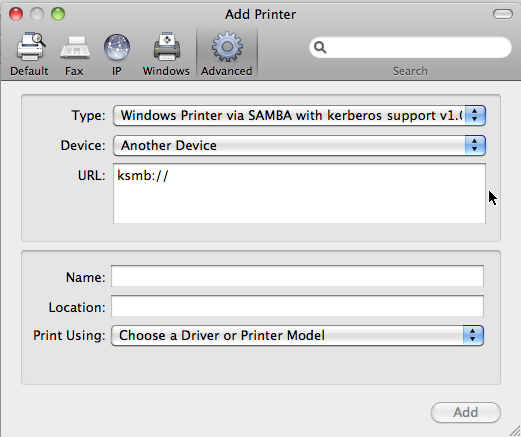 Add Printer
Default Fax IP Windows Advanced Search
Type: Windows Printer via SAMBA with kerberos support v1.
Device: Another Device
URL: ksmb://
Name:
Location:
Print Using: Choose a Driver or Printer Model
Add